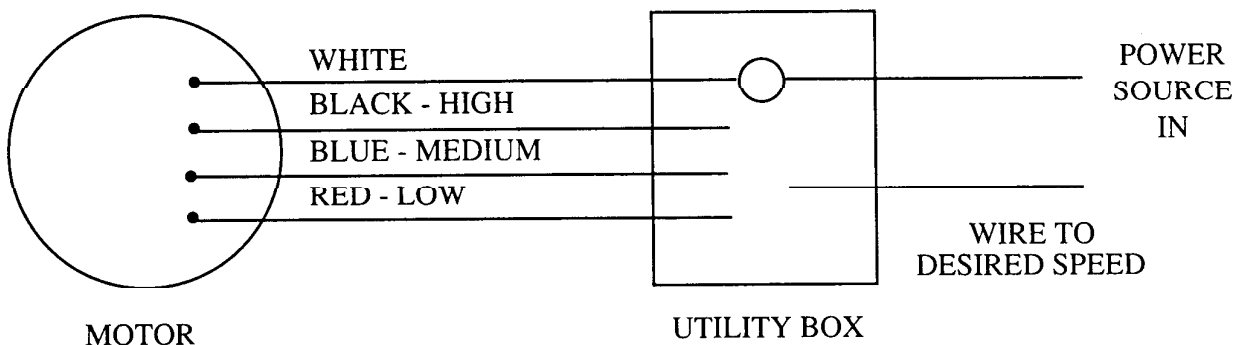 WHITE
BLACK - HIGH
BLUE - MEDIUM
RED - LOW
POWER
SOURCE
IN
WIRE TO
DESIRED SPEED
MOTOR
UTILITY BOX